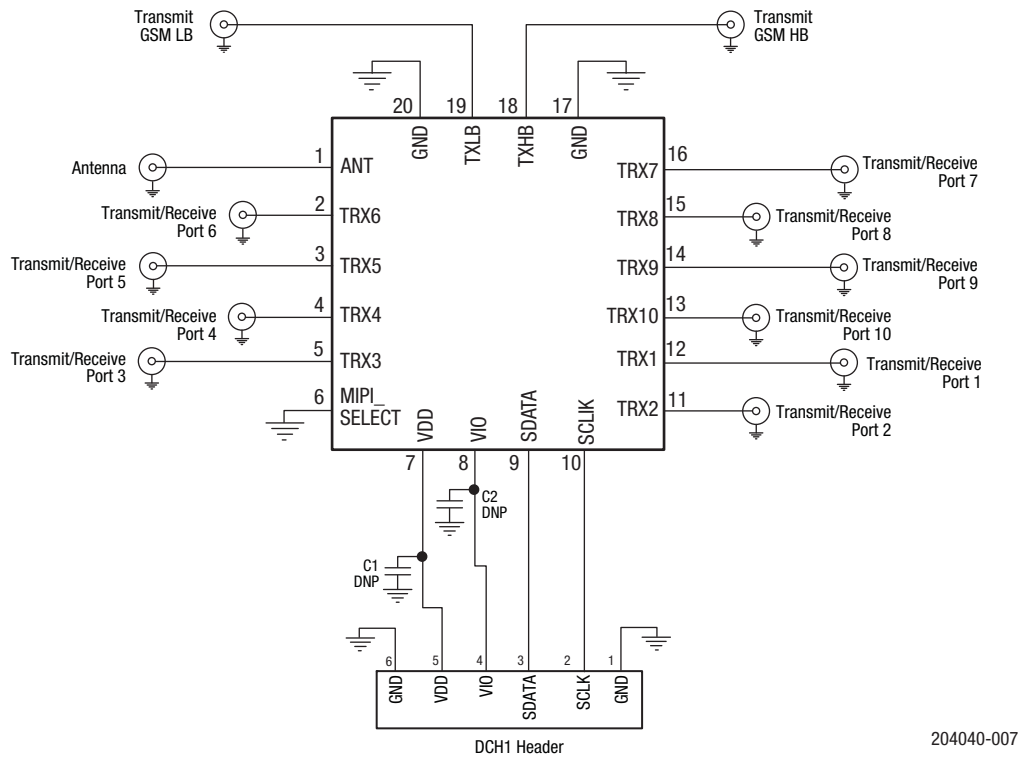 Transmit
GSM LB
Transmit
GSM HB
20
19
18
17
GND
TXLB
TXHB
GND
Antenna
1
ANT
Transmit/Receive
Port 6
2
TRX6
Transmit/Receive
Port 5
3
TRX5
Transmit/Receive
Port 4
4
TRX4
Transmit/Receive
Port 3
5
TRX3
6
MIPI_
SELECT
TRX7
16
Transmit/Receive
Port 7
TRX8
15
Transmit/Receive
Port 8
TRX9
14
Transmit/Receive
Port 9
TRX10
13
Transmit/Receive
Port 10
TRX1
12
Transmit/Receive
Port 1
TRX2
11
Transmit/Receive
Port 2
VDD
VIO
SDATA
SCLIK
7
8
9
10
C2
DNP
C1
DNP
6
5
4
3
2
1
GND
VDD
VIO
SDATA
SCLK
GND
DCH1 Header
204040-007